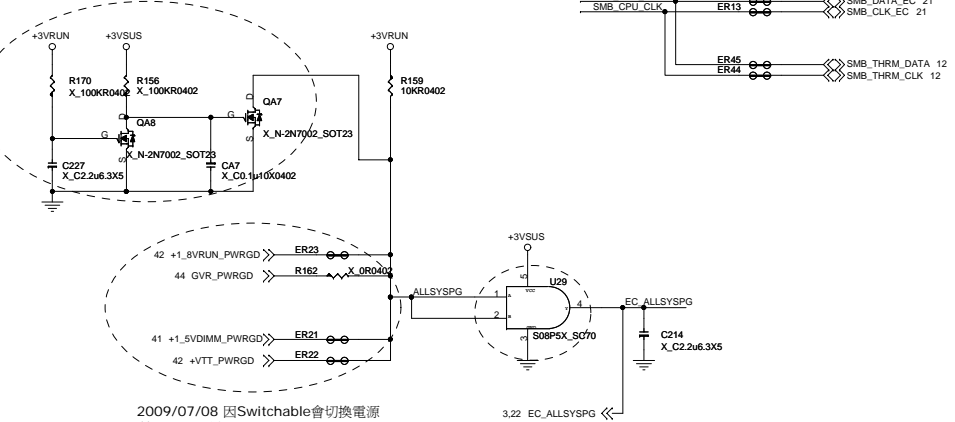 SMB_DATA_EC 21
SMB_CPU_CLK
ER13
SMB_CLK_EC 21
+3VRUN
+3VSUS
+3VRUN
ER45
SMB_THRM_DATA 12
ER44
SMB_THRM_CLK 12
R170
X_100KR0402
R156
X_100KR0402
R159
10KR0402
D
QA7
G
S
X_N-2N7002_SOT23
D
QA8
G
S
X_N-2N7002_SOT23
C227
X_C2.2u6.3X5
CA7
X_C0.1u10X0402
+3VSUS
42 +1_8VRUN_PWRGD
ER23
44 GVR_PWRGD
R162
X_0R0402
ALLSYSPG
1
2
5
VCC
U29
4
EC_ALLSYSPG
3
S08P5X_SC70
C214
X_C2.2u6.3X5
41 +1_5VDIMM_PWRGD
ER21
42 +VTT_PWRGD
ER22
2009/07/08 因Switchable會切換電源
3,22 EC_ALLSYSPG